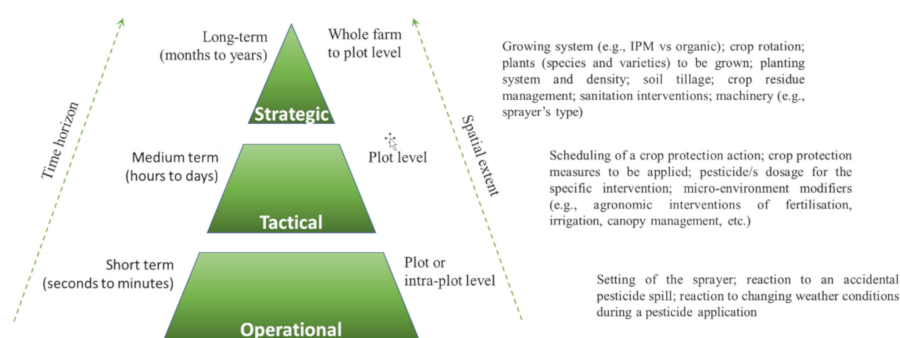 Long-term
(months to years)
Whole farm
to plot level
Strategic
Growing system (e.g., IPM vs organic); crop rotation;
plants (species and varieties) to be grown; planting
system and density; soil tillage; crop residue
management; sanitation interventions; machinery (e.g.,
sprayer's type)
Time horizon
Spatial extent
Medium term
(hours to days)
Plot level
Tactical
Scheduling of a crop protection action; crop protection
measures to be applied; pesticide/s dosage for the
specific intervention; micro-environment modifiers
(e.g., agronomic interventions of fertilisation,
irrigation, canopy management, etc.)
Short term
(seconds to minutes)
Plot or
intra-plot level
Operational
Setting of the sprayer; reaction to an accidental
pesticide spill; reaction to changing weather conditions
during a pesticide application